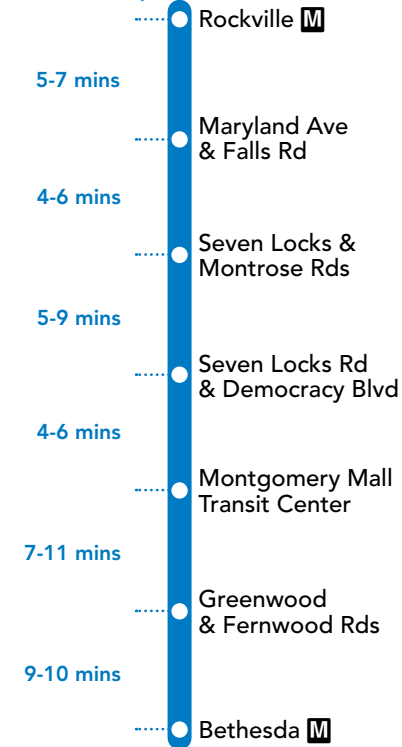 Rockville M
5-7 mins
Maryland Ave
& Falls Rd
4-6 mins
Seven Locks &
Montrose Rds
5-9 mins
Seven Locks Rd
& Democracy Blvd
4-6 mins
Montgomery Mall
Transit Center
7-11 mins
Greenwood
& Fernwood Rds
9-10 mins
Bethesda M